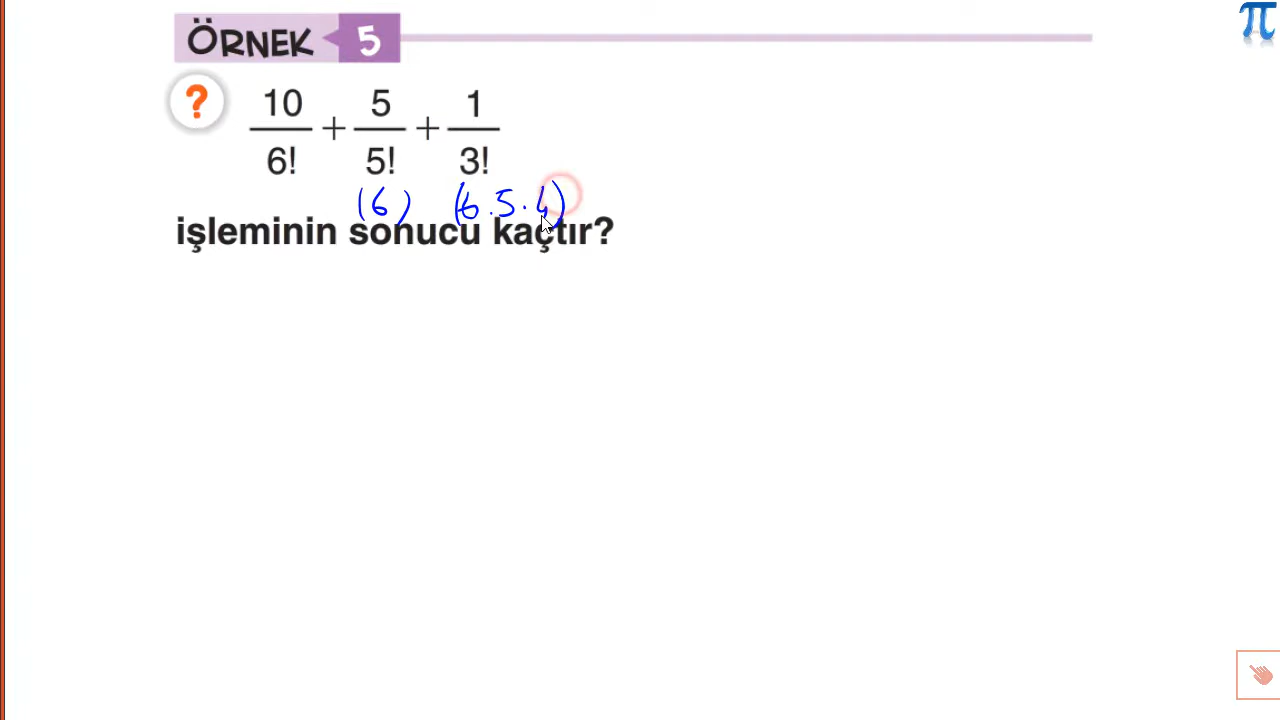 ÖRNEK 5
? 10/6! + 5/5! + 1/3!
(6) (6.5.4)
işleminin sonucu kaçtır?
π